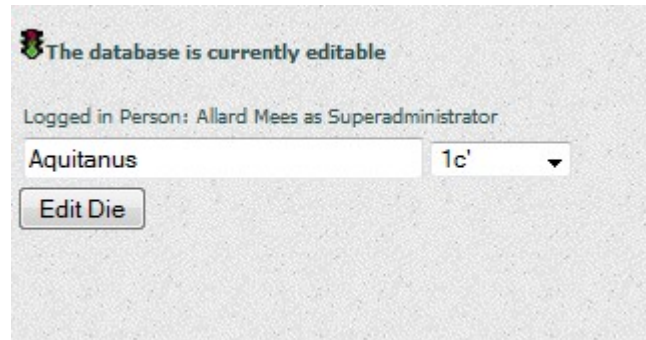 The database is currently editable
Logged in Person: Allard Mees as Superadministrator
Aquitanus 1c'
Edit Die